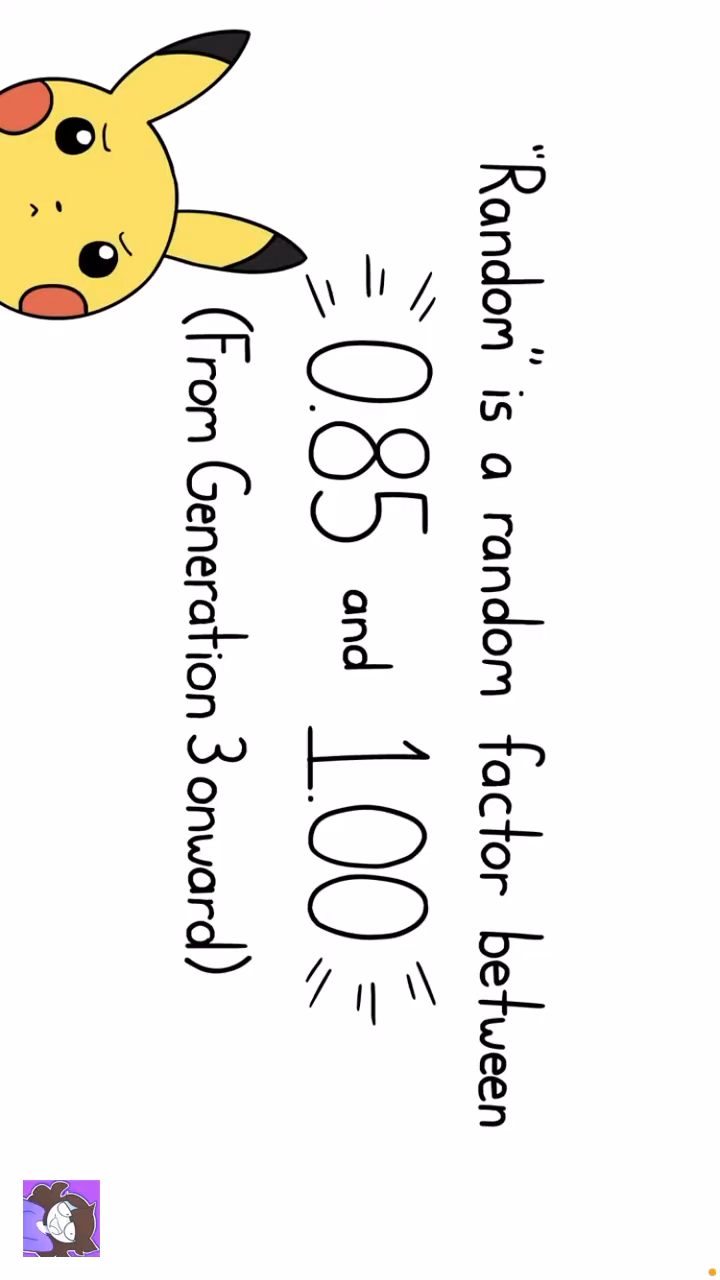 "Random" is a random factor between
0.85 and 1.00
(From Generation 3 onward)